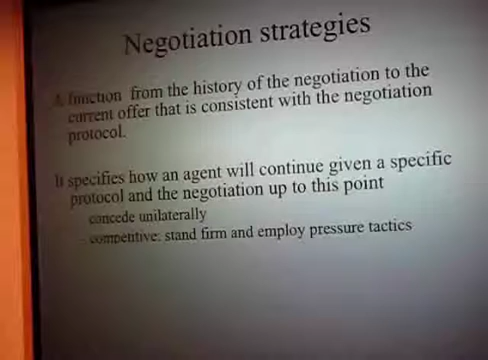 Negotiation strategies
A function from the history of the negotiation to the
current offer that is consistent with the negotiation
protocol.
It specifies how an agent will continue given a specific
protocol and the negotiation up to this point
concede unilaterally
competitive: stand firm and employ pressure tactics